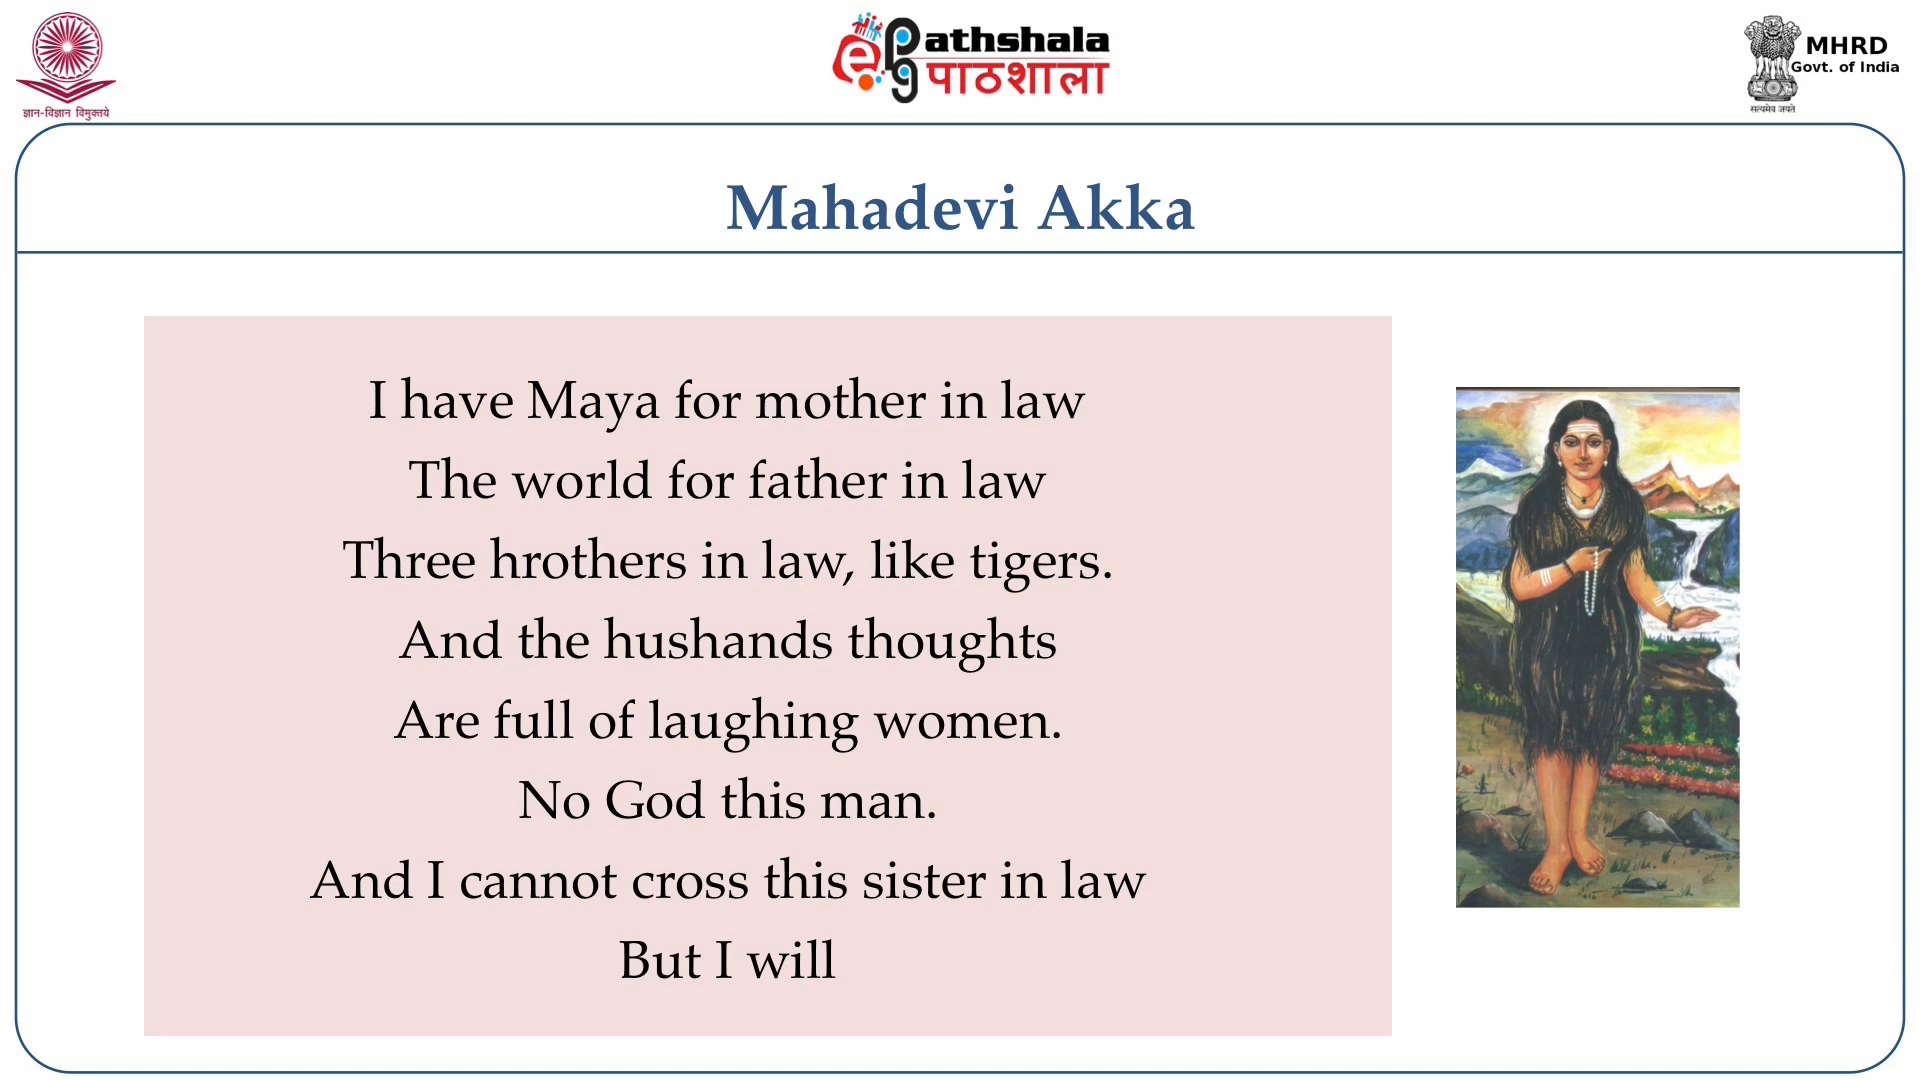 ज्ञान-विज्ञान विमुक्तये
e PG Pathshala
पाठशाला
MHRD
Govt. of India
सत्यमेव जयते
Mahadevi Akka
I have Maya for mother in law
The world for father in law
Three hrothers in law, like tigers.
And the hushands thoughts
Are full of laughing women.
No God this man.
And I cannot cross this sister in law
But I will